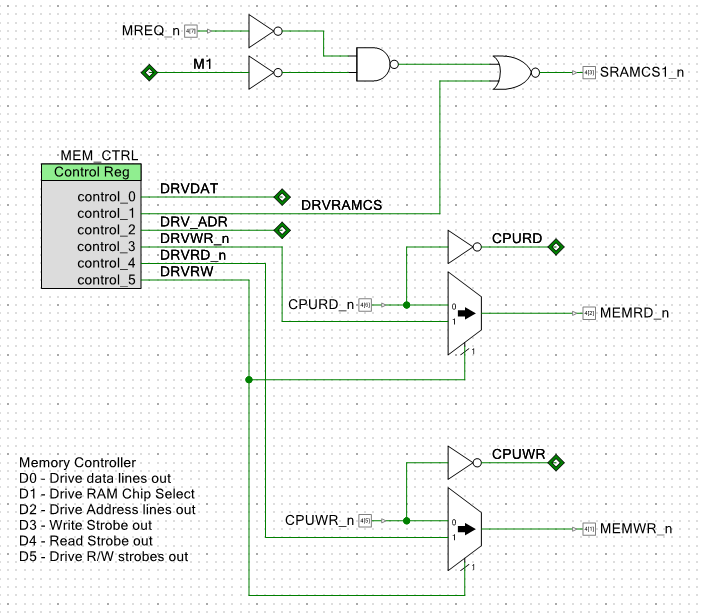 MREQ_n 4[7]
M1
SRAMCS1_n 4[3]
MEM_CTRL
Control Reg
control_0
control_1
control_2
control_3
control_4
control_5
DRVDAT
DRVRAMCS
DRV_ADR
DRVWR_n
DRVRD_n
DRVRW
CPURD
CPURD_n 4[6]
0
1
1
4[2] MEMRD_n
CPUWR
CPUWR_n 4[5]
0
1
1
4[1] MEMWR_n
Memory Controller
D0 - Drive data lines out
D1 - Drive RAM Chip Select
D2 - Drive Address lines out
D3 - Write Strobe out
D4 - Read Strobe out
D5 - Drive R/W strobes out